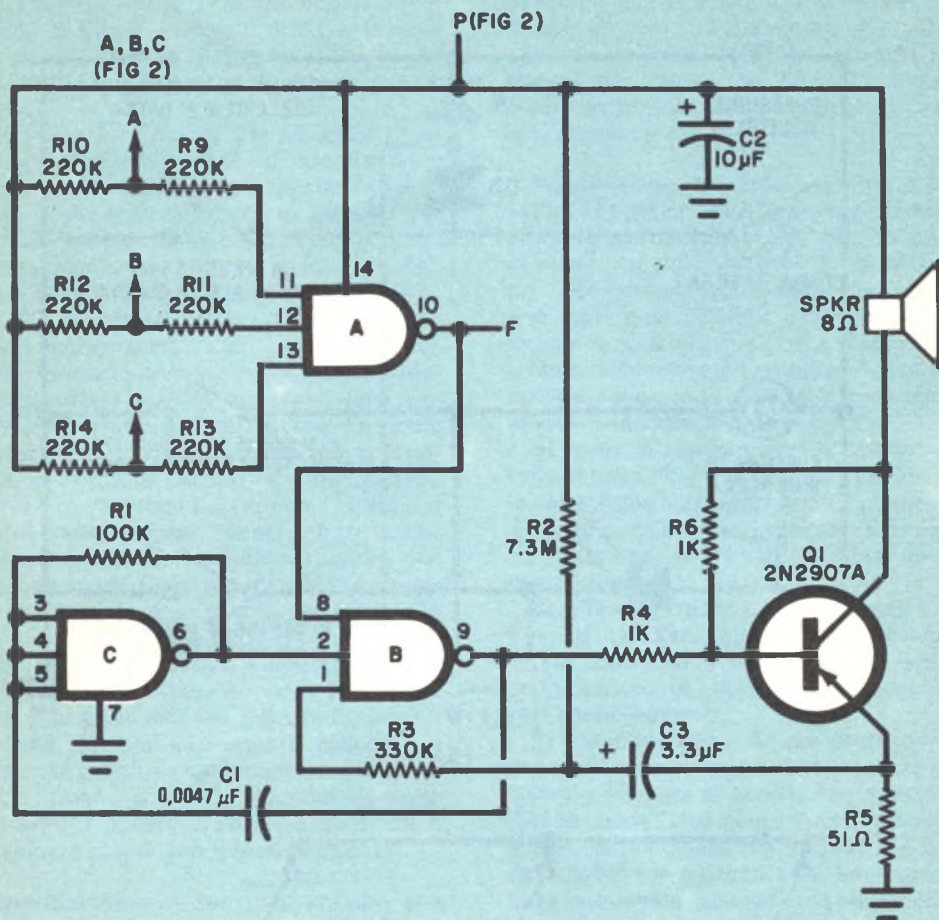 P(FIG 2)
A, B, C
(FIG 2)
A
R10
220K
R9
220K
+
C2
10µF
B
R12
220K
R11
220K
14
11
12
13
A
10
F
SPKR
8Ω
C
R14
220K
R13
220K
R1
100K
R2
7.3M
R6
1K
Q1
2N2907A
3
4
5
C
6
7
8
2
1
B
9
R4
1K
R3
330K
+
C3
3.3µF
C1
0,0047 µF
R5
51Ω